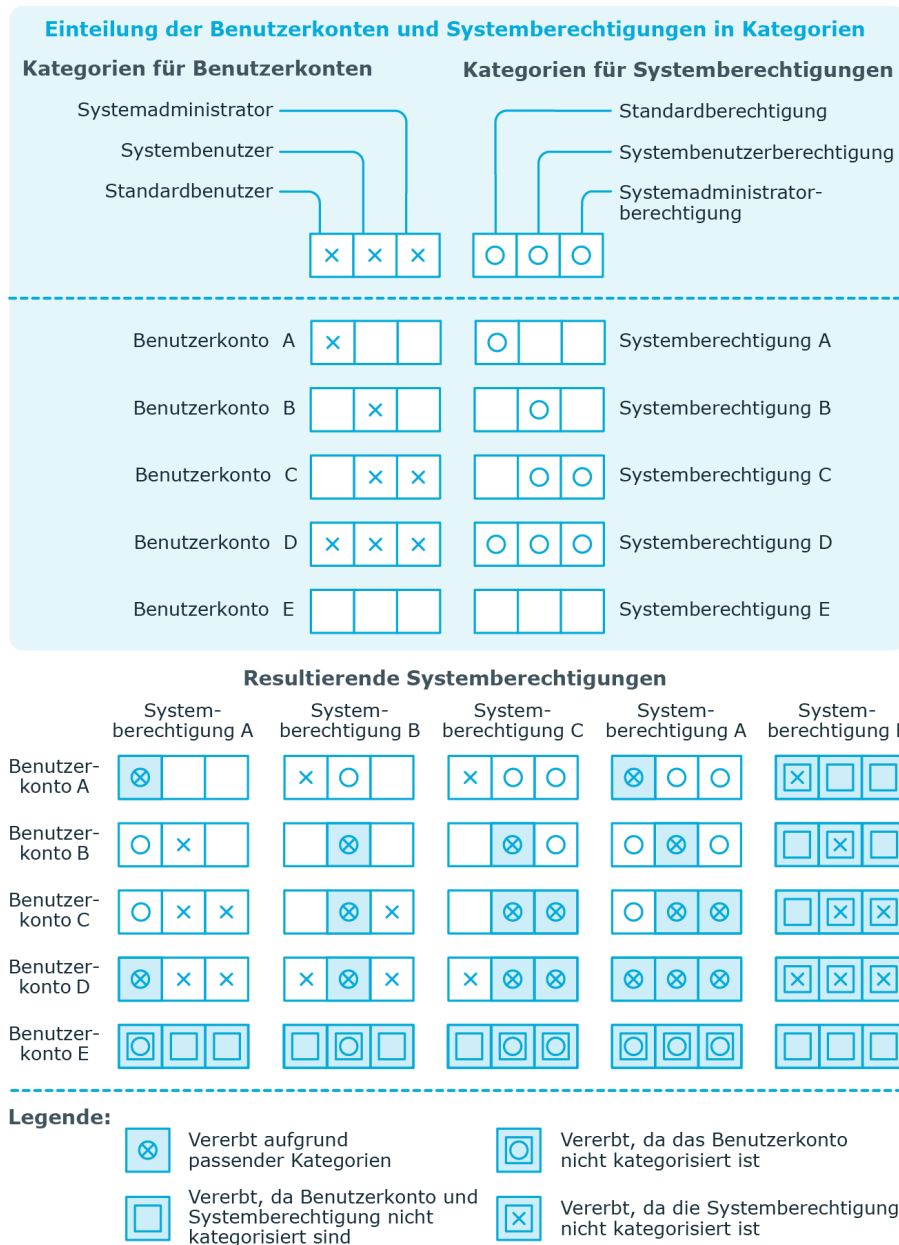 Einteilung der Benutzerkonten und Systemberechtigungen in Kategorien
Kategorien für Benutzerkonten
Kategorien für Systemberechtigungen
Systemadministrator
Systembenutzer
Standardbenutzer
Standardberechtigung
Systembenutzerberechtigung
Systemadministrator-
berechtigung
Benutzerkonto A
Systemberechtigung A
Benutzerkonto B
Systemberechtigung B
Benutzerkonto C
Systemberechtigung C
Benutzerkonto D
Systemberechtigung D
Benutzerkonto E
Systemberechtigung E
Resultierende Systemberechtigungen
System-
berechtigung A
System-
berechtigung B
System-
berechtigung C
System-
berechtigung A
System-
berechtigung
Benutzer-
konto A
Benutzer-
konto B
Benutzer-
konto C
Benutzer-
konto D
Benutzer-
konto E
Legende:
Vererbt aufgrund
passender Kategorien
Vererbt, da das Benutzerkonto
nicht kategorisiert ist
Vererbt, da Benutzerkonto und
Systemberechtigung nicht
kategorisiert sind
Vererbt, da die Systemberechtigung
nicht kategorisiert ist